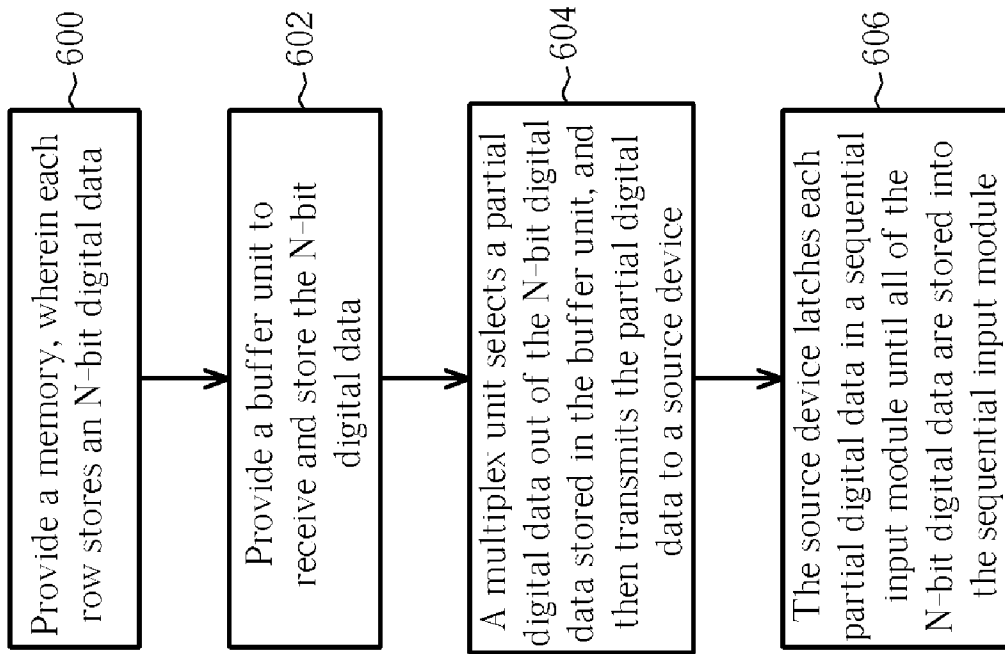 Provide a memory, wherein each
row stores an N-bit digital data
600
Provide a buffer unit to
receive and store the N-bit
digital data
602
A multiplex unit selects a partial
digital data out of the N-bit digital
data stored in the buffer unit, and
then transmits the partial digital
data to a source device
604
The source device latches each
partial digital data in a sequential
input module until all of the
N-bit digital data are stored into
the sequential input module
606